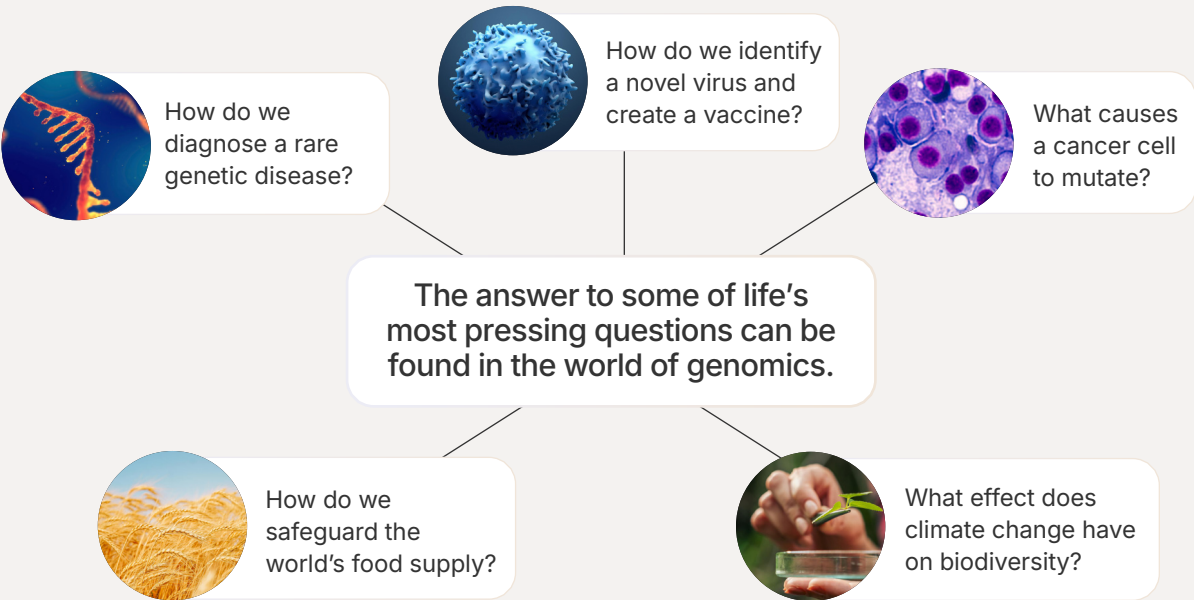 How do we identify
a novel virus and
create a vaccine?
How do we
diagnose a rare
genetic disease?
What causes
a cancer cell
to mutate?
The answer to some of life’s
most pressing questions can be
found in the world of genomics.
How do we
safeguard the
world’s food supply?
What effect does
climate change have
on biodiversity?